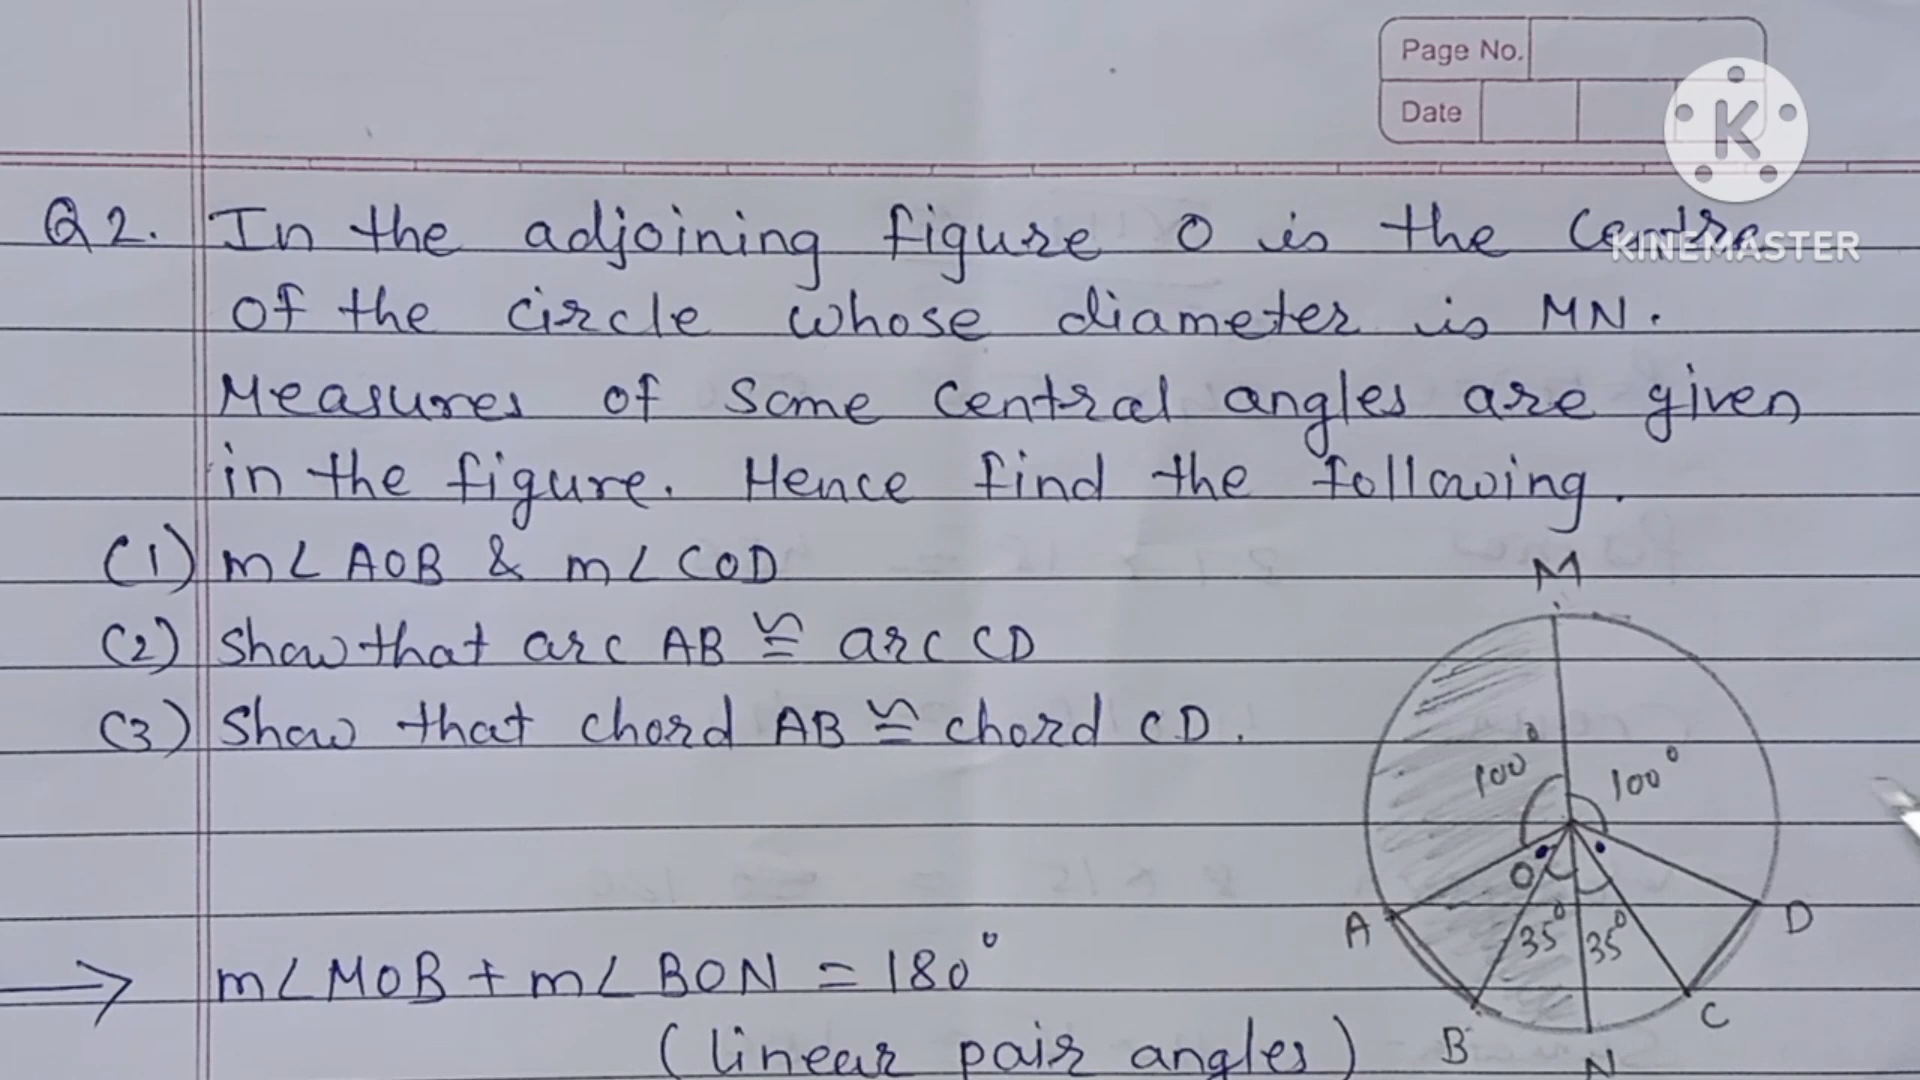 Page No.
Date
K
KINEMASTER
Q2. In the adjoining figure O is the Centre
of the circle whose diameter is MN.
Measures of some central angles are given
in the figure. Hence find the following.
(1) m∠AOB & m∠COD
(2) Show that arc AB ≅ arc CD
(3) Show that chord AB ≅ chord CD.
M
100° 100°
O
A 35° 35° D
B N C
→ m∠MOB + m∠BON = 180°
(linear pair angles)